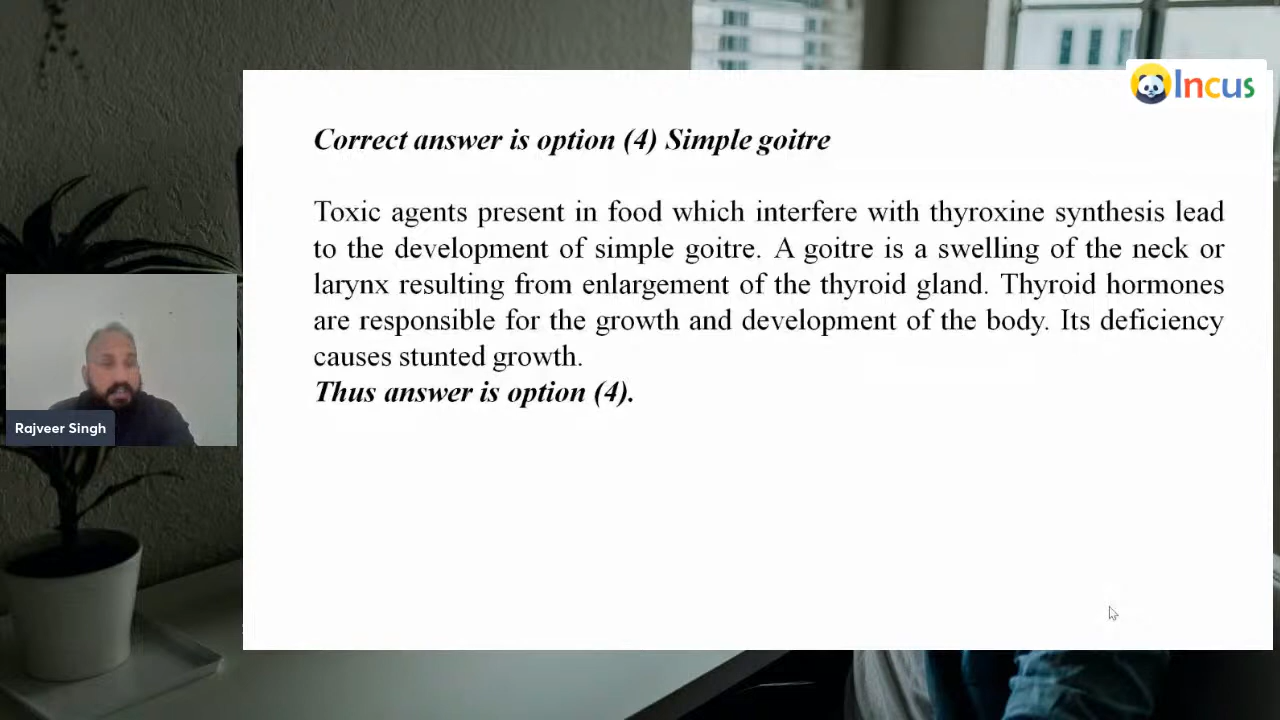 Incus
Correct answer is option (4) Simple goitre
Toxic agents present in food which interfere with thyroxine synthesis lead
to the development of simple goitre. A goitre is a swelling of the neck or
larynx resulting from enlargement of the thyroid gland. Thyroid hormones
are responsible for the growth and development of the body. Its deficiency
causes stunted growth.
Thus answer is option (4).
Rajveer Singh